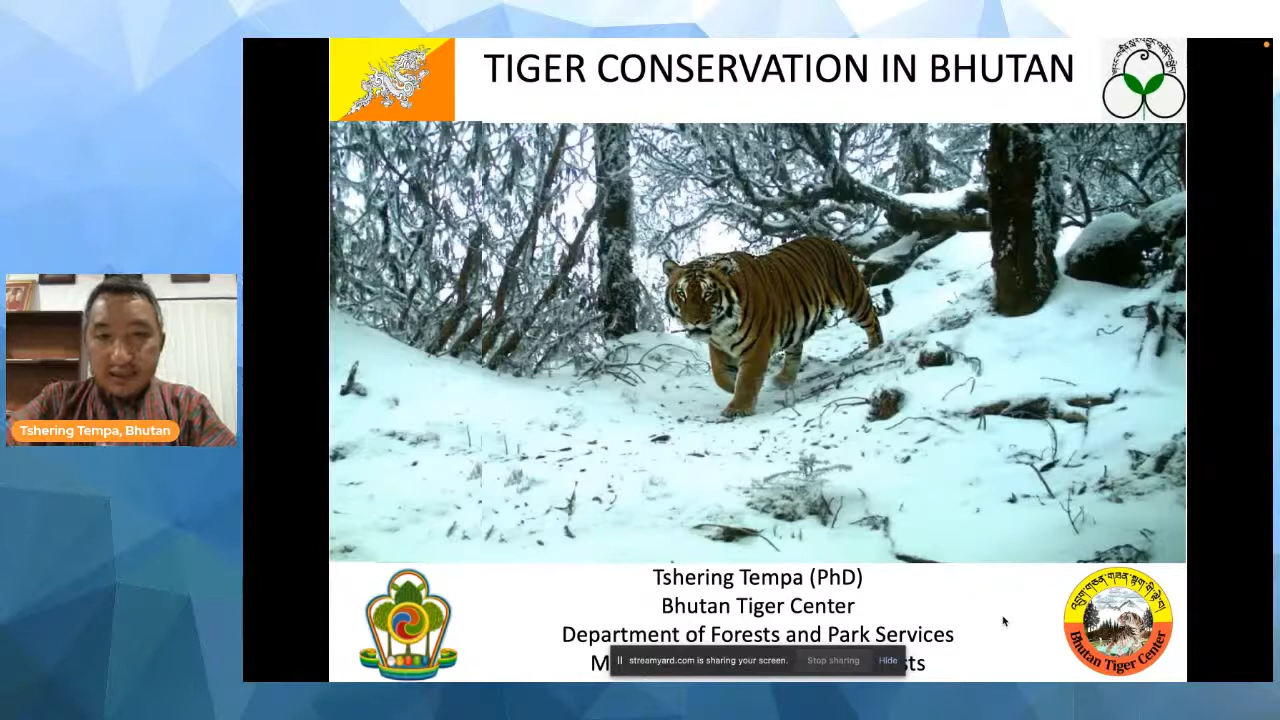 TIGER CONSERVATION IN BHUTAN
Tshering Tempa, Bhutan
Tshering Tempa (PhD)
Bhutan Tiger Center
Department of Forests and Park Services
streamyard.com is sharing your screen.
Stop sharing
Hide
Bhutan Tiger Center